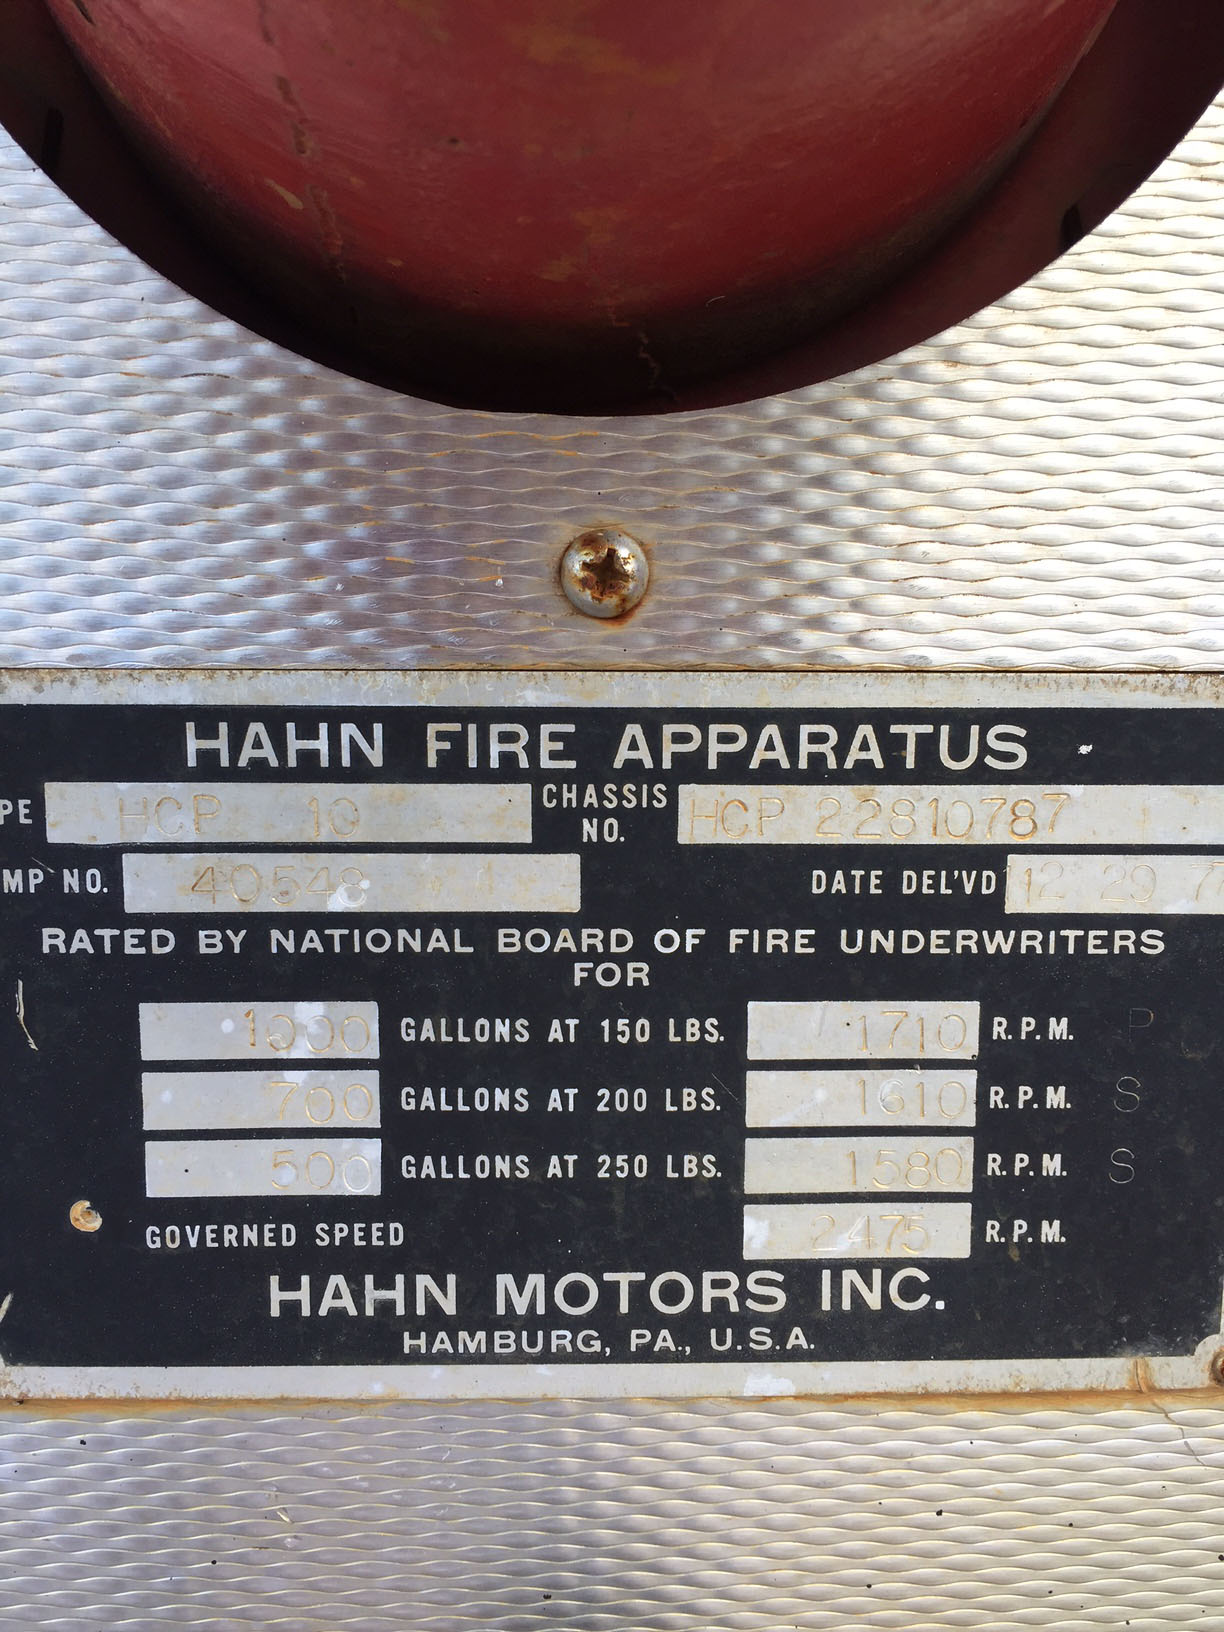 HAHN FIRE APPARATUS
PE HCP 10 CHASSIS NO. HCP 22810787
MP NO. 40548 DATE DEL'VD 12 29 7
RATED BY NATIONAL BOARD OF FIRE UNDERWRITERS
FOR
1000 GALLONS AT 150 LBS. 1710 R.P.M. P
700 GALLONS AT 200 LBS. 1610 R.P.M. S
500 GALLONS AT 250 LBS. 1580 R.P.M. S
GOVERNED SPEED 2475 R.P.M.
HAHN MOTORS INC.
HAMBURG, PA., U.S.A.